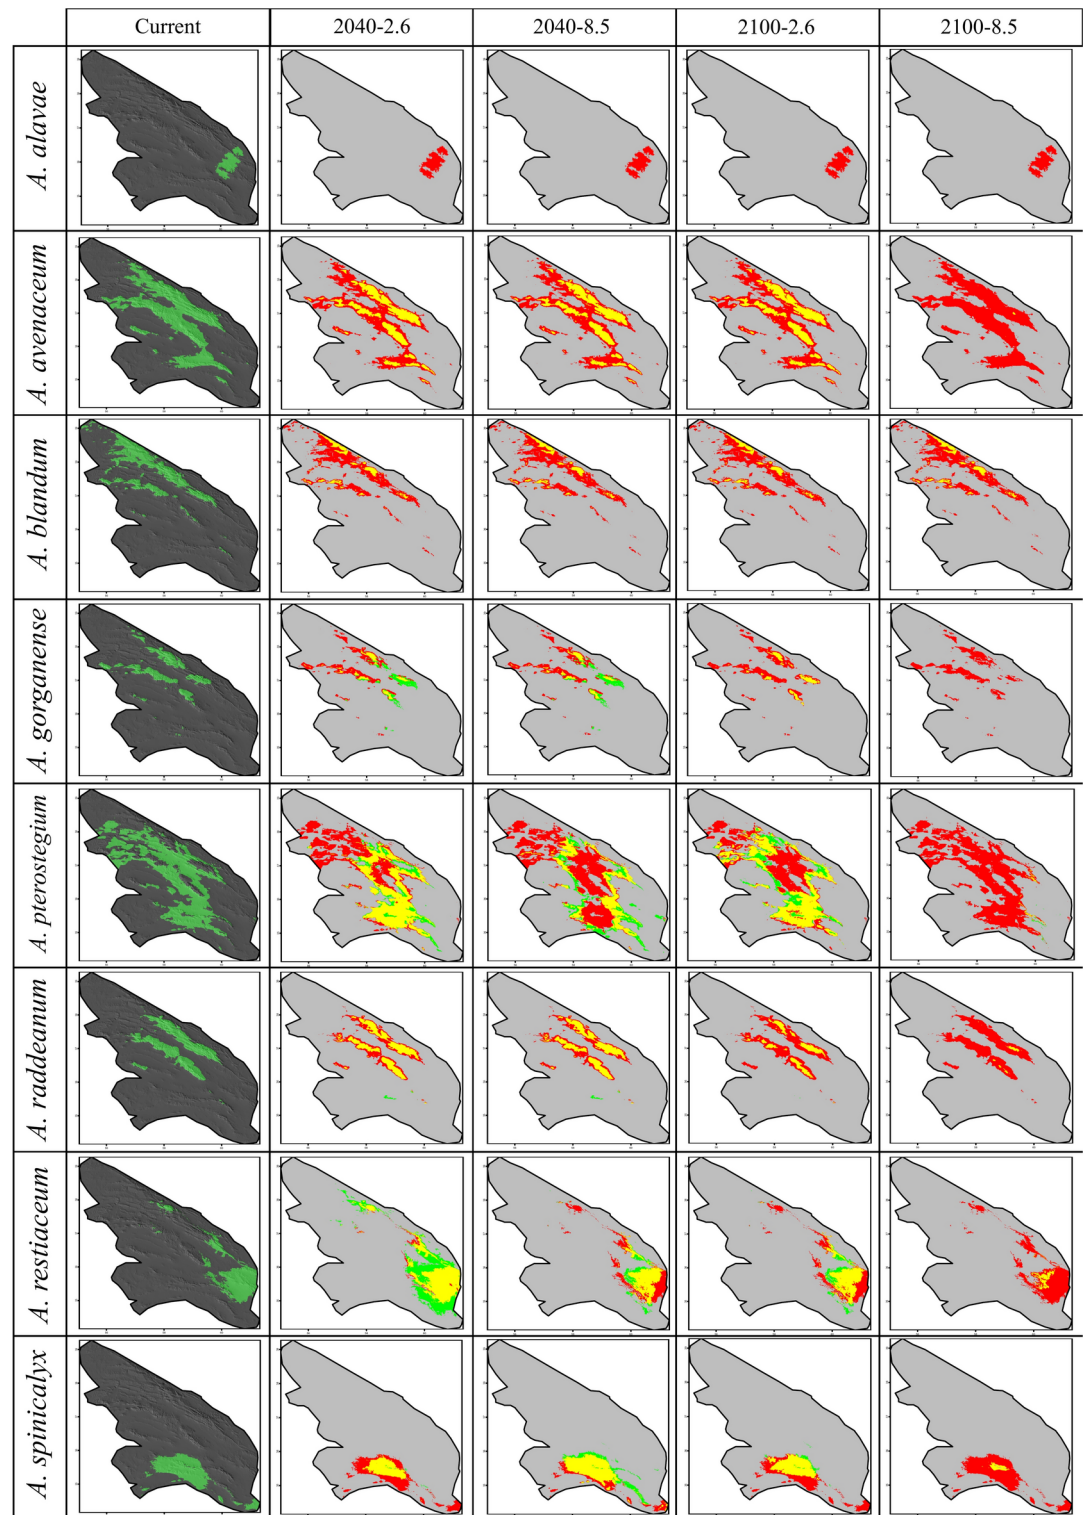 Current 2040-2.6 2040-8.5 2100-2.6 2100-8.5
A. alavae
A. avenaceum
A. blandum
A. gorganense
A. pterostegium
A. raddeanum
A. restiaceum
A. spinicalyx